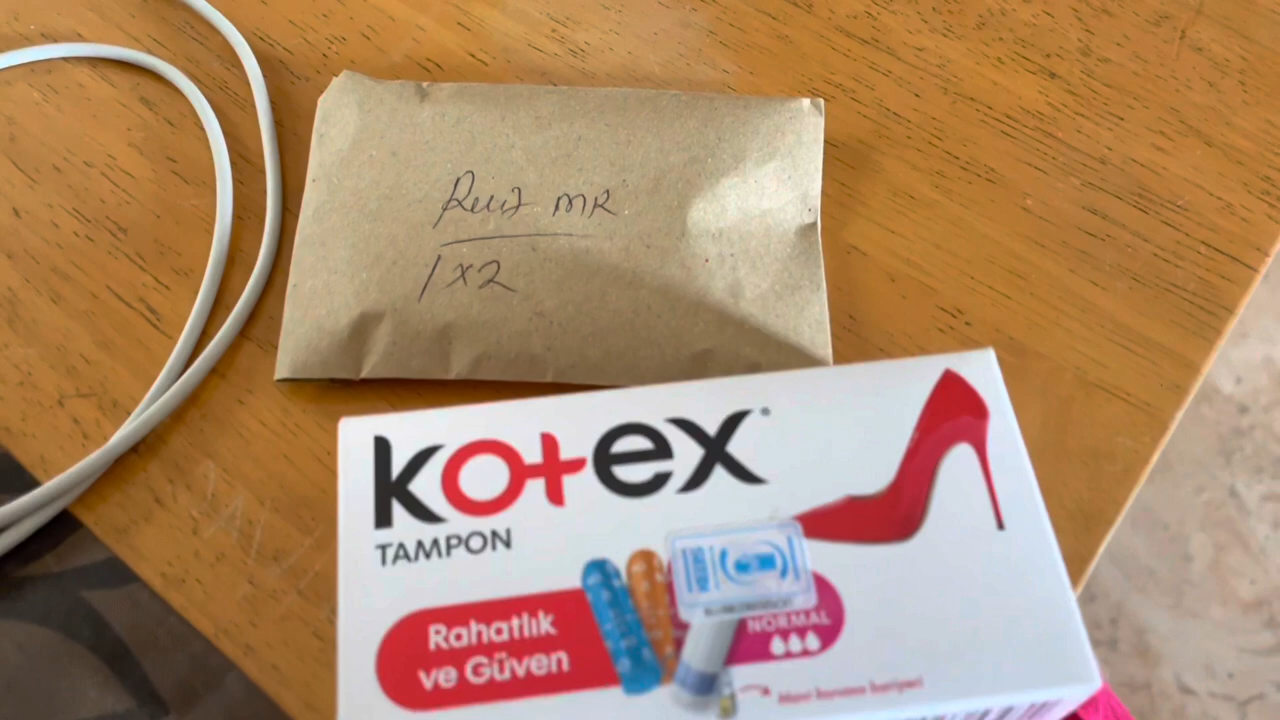 MR
1x2
kotex
TAMPON
Rahatlık
ve Güven
NORMAL